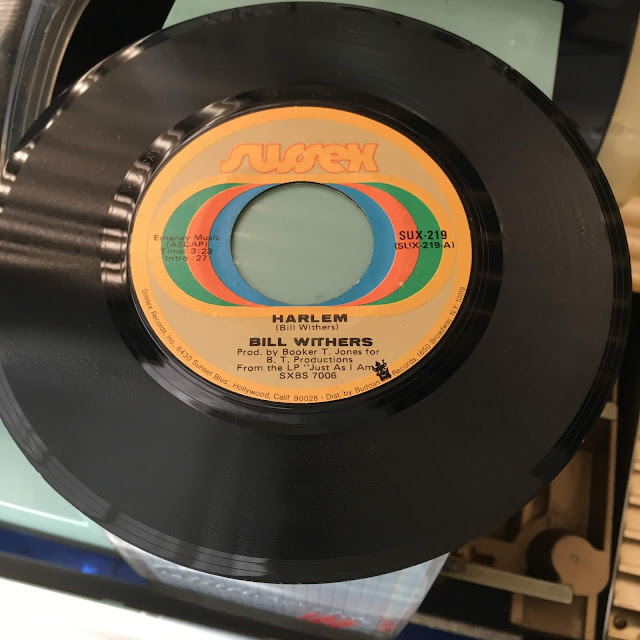 sussex
Emanay Music
(ASCAP)
Time: 3:23
Intro: 27
SUX-219
(SUX-219-A)
HARLEM
(Bill Withers)
BILL WITHERS
Prod. by Booker T. Jones for
B. T. Productions
From the LP "Just As I Am"
SXBS 7006
Sussex Records, Inc., 6430 Sunset Blvd., Hollywood, Calif. 90028 - Dist. by Buddah Records, 1650 Broadway, N.Y. 10019